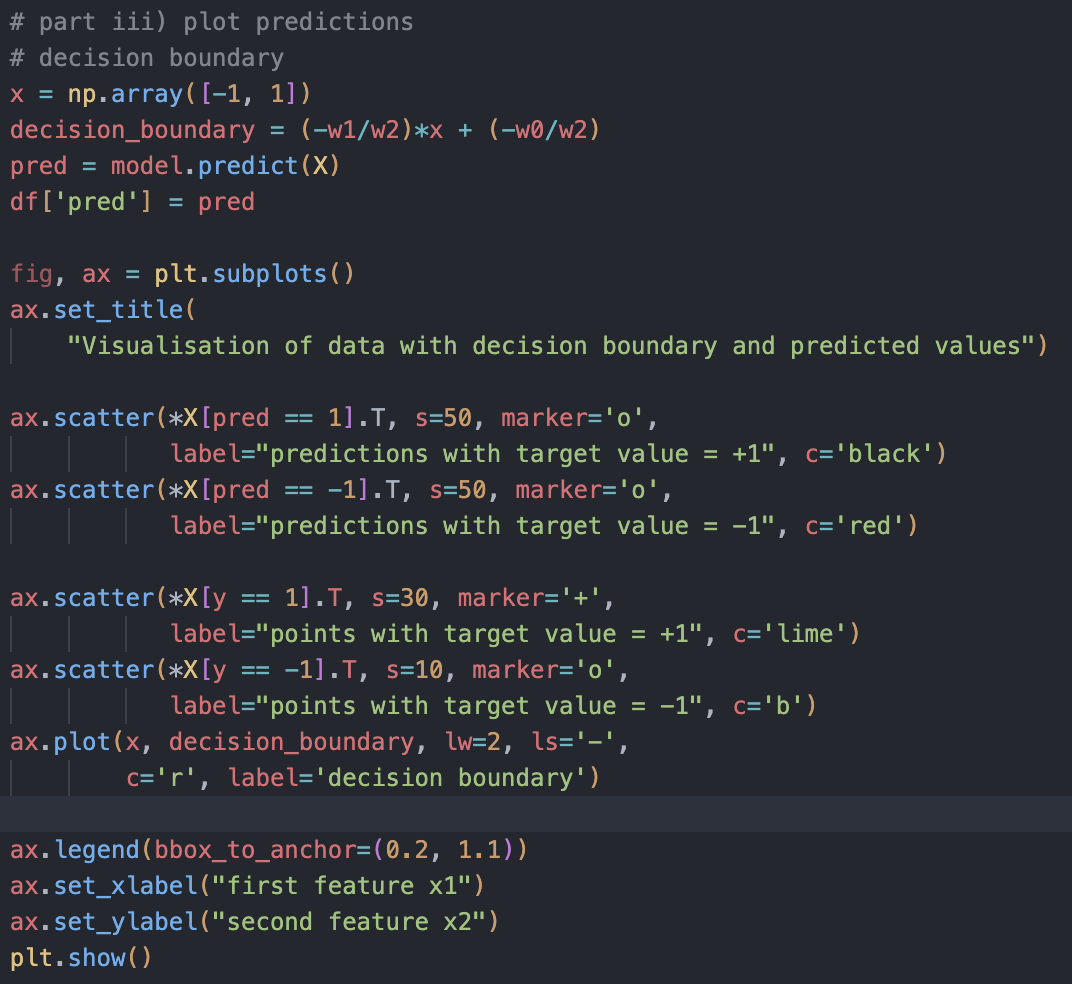 # part iii) plot predictions
# decision boundary
x = np.array([-1, 1])
decision_boundary = (-w1/w2)*x + (-w0/w2)
pred = model.predict(X)
df['pred'] = pred

fig, ax = plt.subplots()
ax.set_title(
    "Visualisation of data with decision boundary and predicted values")

ax.scatter(*X[pred == 1].T, s=50, marker='o',
           label="predictions with target value = +1", c='black')
ax.scatter(*X[pred == -1].T, s=50, marker='o',
           label="predictions with target value = -1", c='red')

ax.scatter(*X[y == 1].T, s=30, marker='+',
           label="points with target value = +1", c='lime')
ax.scatter(*X[y == -1].T, s=10, marker='o',
           label="points with target value = -1", c='b')
ax.plot(x, decision_boundary, lw=2, ls='-',
        c='r', label='decision boundary')

ax.legend(bbox_to_anchor=(0.2, 1.1))
ax.set_xlabel("first feature x1")
ax.set_ylabel("second feature x2")
plt.show()